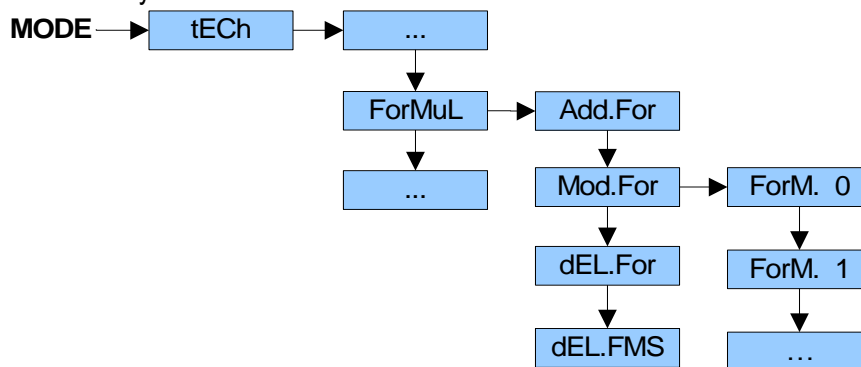 y
MODE tECh ...
ForMuL Add.For
... Mod.For ForM. 0
dEL.For ForM. 1
dEL.FMS ...